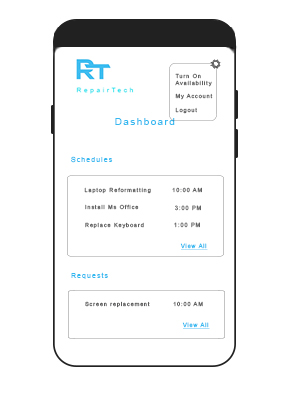 RT
RepairTech
Turn On
Availability
My Account
Logout
Dashboard
Schedules
Laptop Reformatting 10:00 AM
Install Ms Office 3:00 PM
Replace Keyboard 1:00 PM
View All
Requests
Screen replacement 10:00 AM
View All